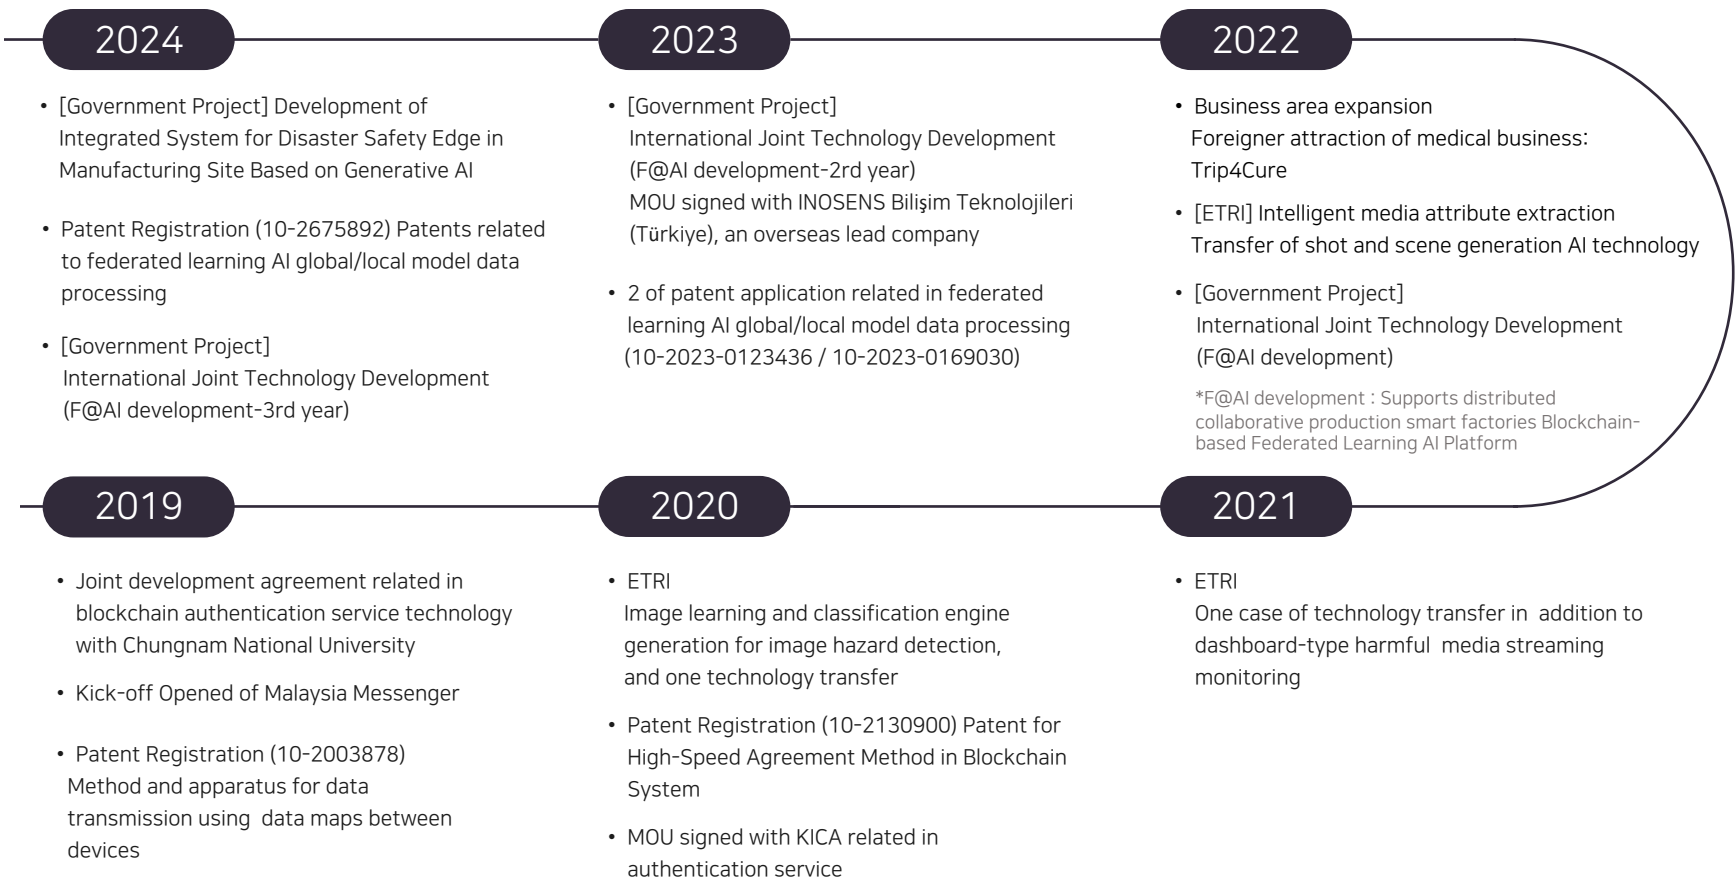 2024
• [Government Project] Development of
Integrated System for Disaster Safety Edge in
Manufacturing Site Based on Generative AI
• Patent Registration (10-2675892) Patents related
to federated learning AI global/local model data
processing
• [Government Project]
International Joint Technology Development
(F@AI development-3rd year)
2023
• [Government Project]
International Joint Technology Development
(F@AI development-2rd year)
MOU signed with INOSENS Bilişim Teknolojileri
(Türkiye), an overseas lead company
• 2 of patent application related in federated
learning AI global/local model data processing
(10-2023-0123436 / 10-2023-0169030)
2022
• Business area expansion
Foreigner attraction of medical business:
Trip4Cure
• [ETRI] Intelligent media attribute extraction
Transfer of shot and scene generation AI technology
• [Government Project]
International Joint Technology Development
(F@AI development)
*F@AI development : Supports distributed
collaborative production smart factories Blockchain-
based Federated Learning AI Platform
2019
• Joint development agreement related in
blockchain authentication service technology
with Chungnam National University
• Kick-off Opened of Malaysia Messenger
• Patent Registration (10-2003878)
Method and apparatus for data
transmission using data maps between
devices
2020
• ETRI
Image learning and classification engine
generation for image hazard detection,
and one technology transfer
• Patent Registration (10-2130900) Patent for
High-Speed Agreement Method in Blockchain
System
• MOU signed with KICA related in
authentication service
2021
• ETRI
One case of technology transfer in addition to
dashboard-type harmful media streaming
monitoring